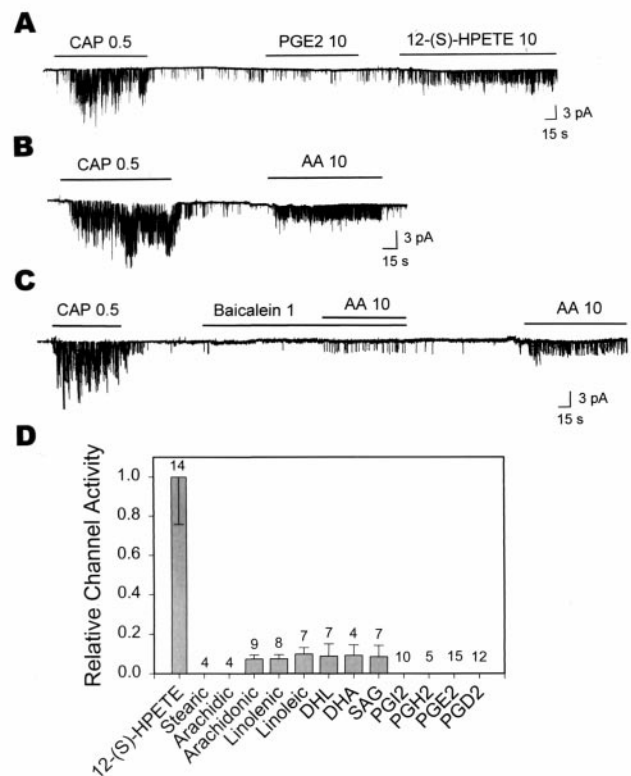 A
CAP 0.5 PGE2 10 12-(S)-HPETE 10
3 pA
15 s
B
CAP 0.5 AA 10
3 pA
15 s
C
CAP 0.5 Baicalein 1 AA 10 AA 10
3 pA
15 s
D
Relative Channel Activity
1.0
0.8
0.6
0.4
0.2
0.0
14 4 4 9 8 7 7 4 7 10 5 15 12
12-(S)-HPETE
Stearic
Arachidic
Arachidonic
Linolenic
Linoleic
DHL
DHA
SAG
PGI2
PGH2
PGE2
PGD2